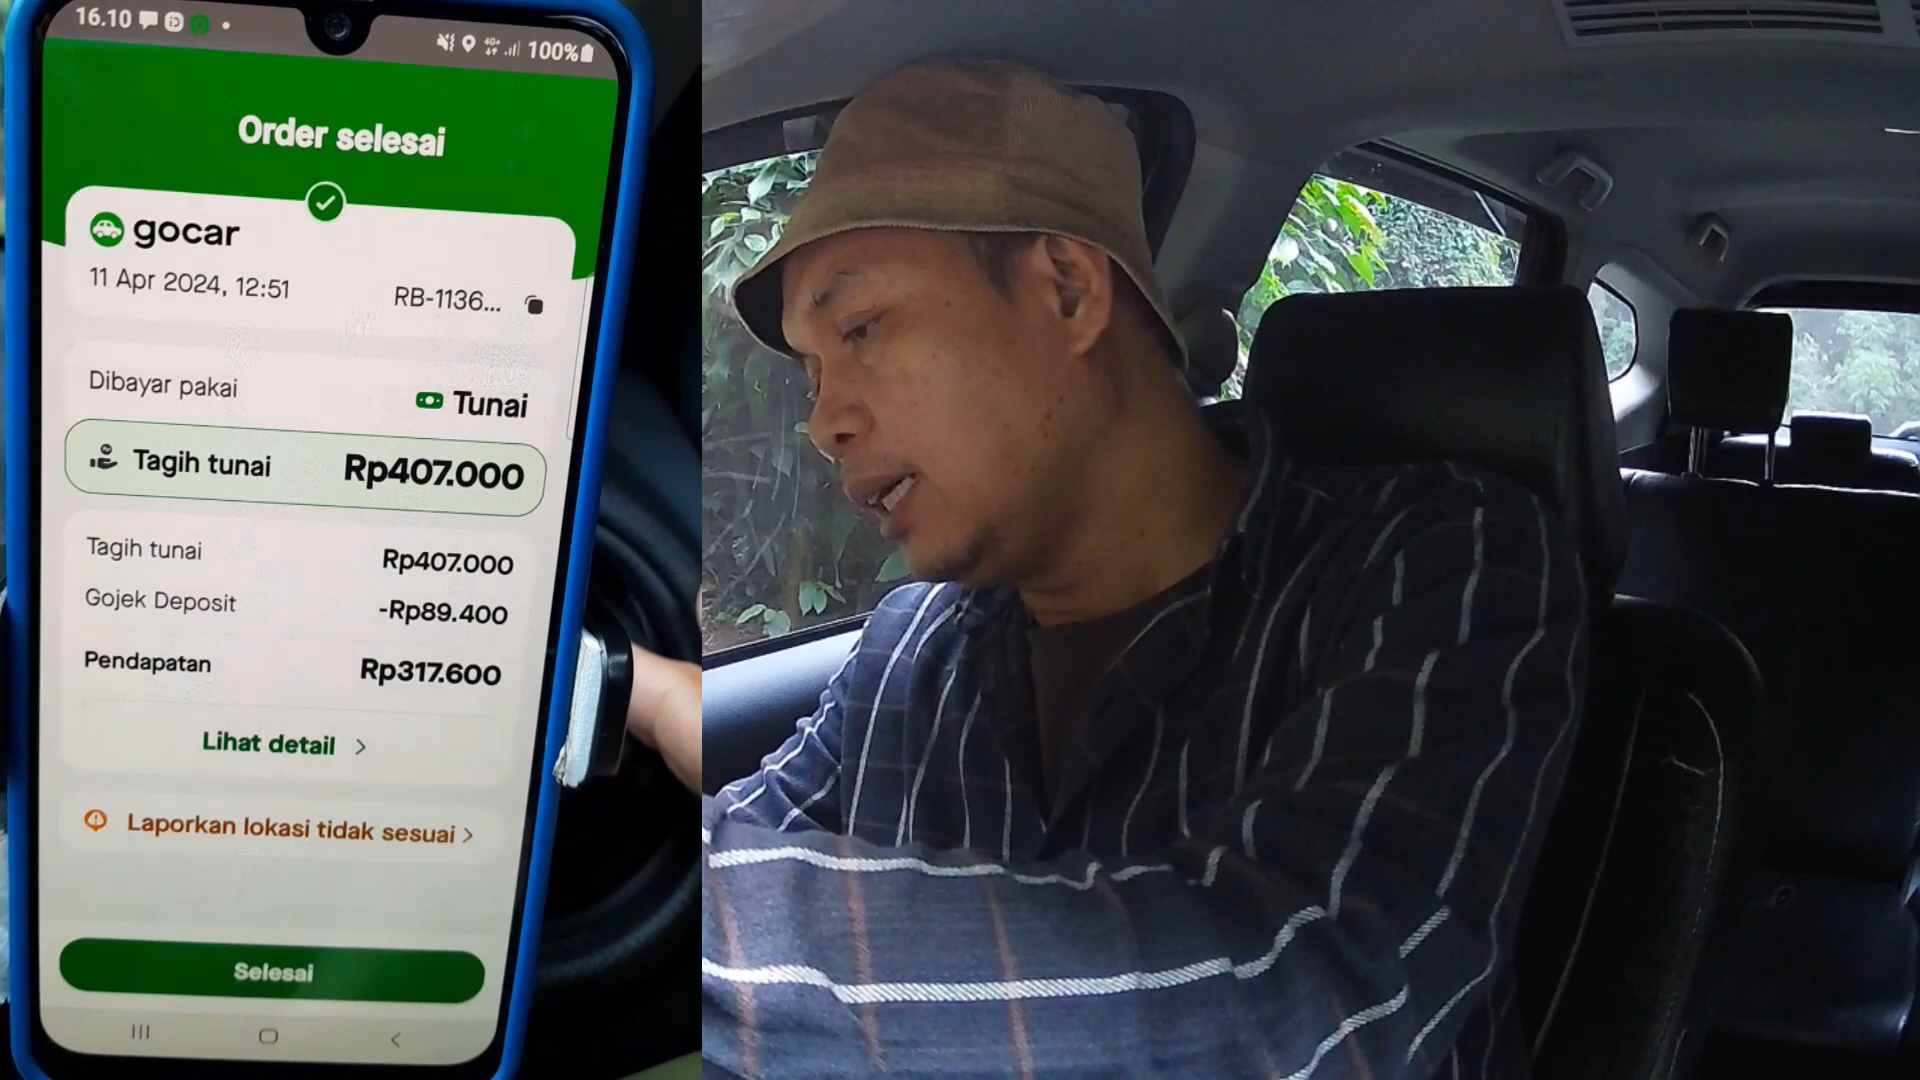 16.10
100%
Order selesai
gocar
11 Apr 2024, 12:51
RB-1136...
Dibayar pakai
Tunai
Tagih tunai Rp407.000
Tagih tunai Rp407.000
Gojek Deposit -Rp89.400
Pendapatan Rp317.600
Lihat detail >
Laporkan lokasi tidak sesuai >
Selesai